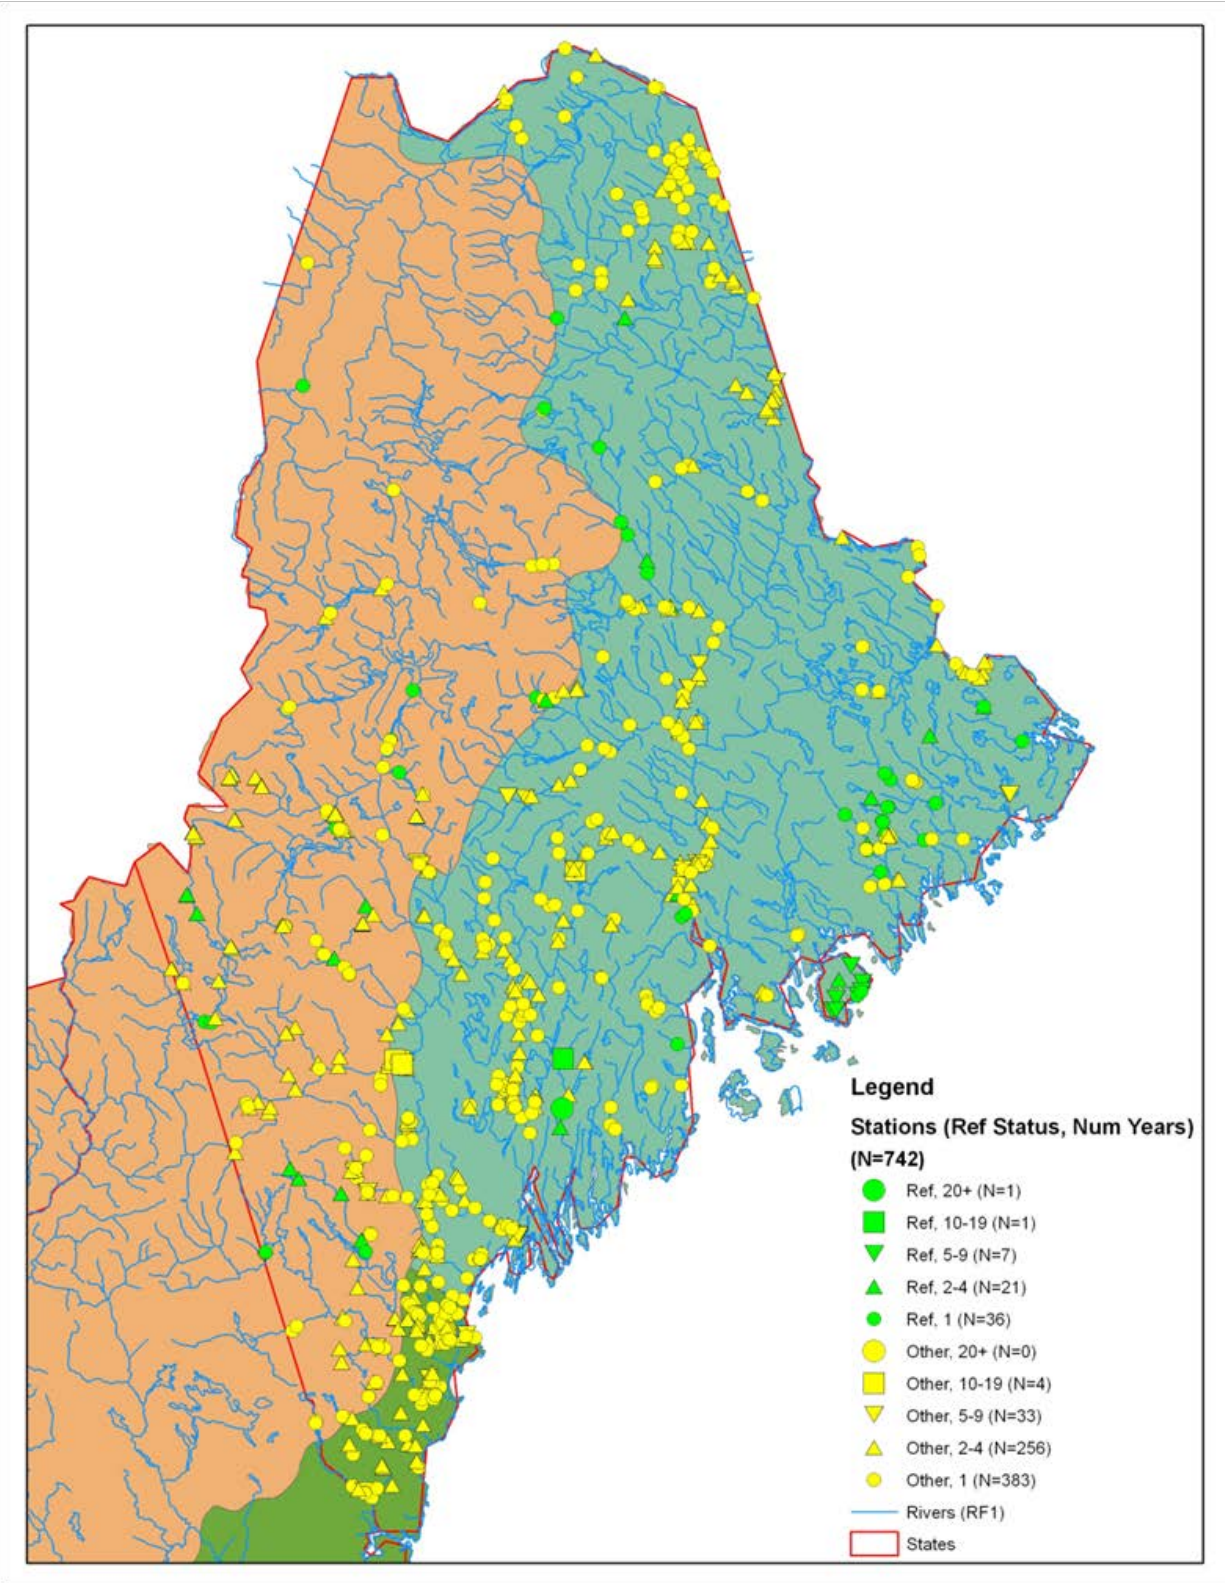 Legend
Stations (Ref Status, Num Years)
(N=742)
Ref, 20+ (N=1)
Ref, 10-19 (N=1)
Ref, 5-9 (N=7)
Ref, 2-4 (N=21)
Ref, 1 (N=36)
Other, 20+ (N=0)
Other, 10-19 (N=4)
Other, 5-9 (N=33)
Other, 2-4 (N=256)
Other, 1 (N=383)
Rivers (RF1)
States